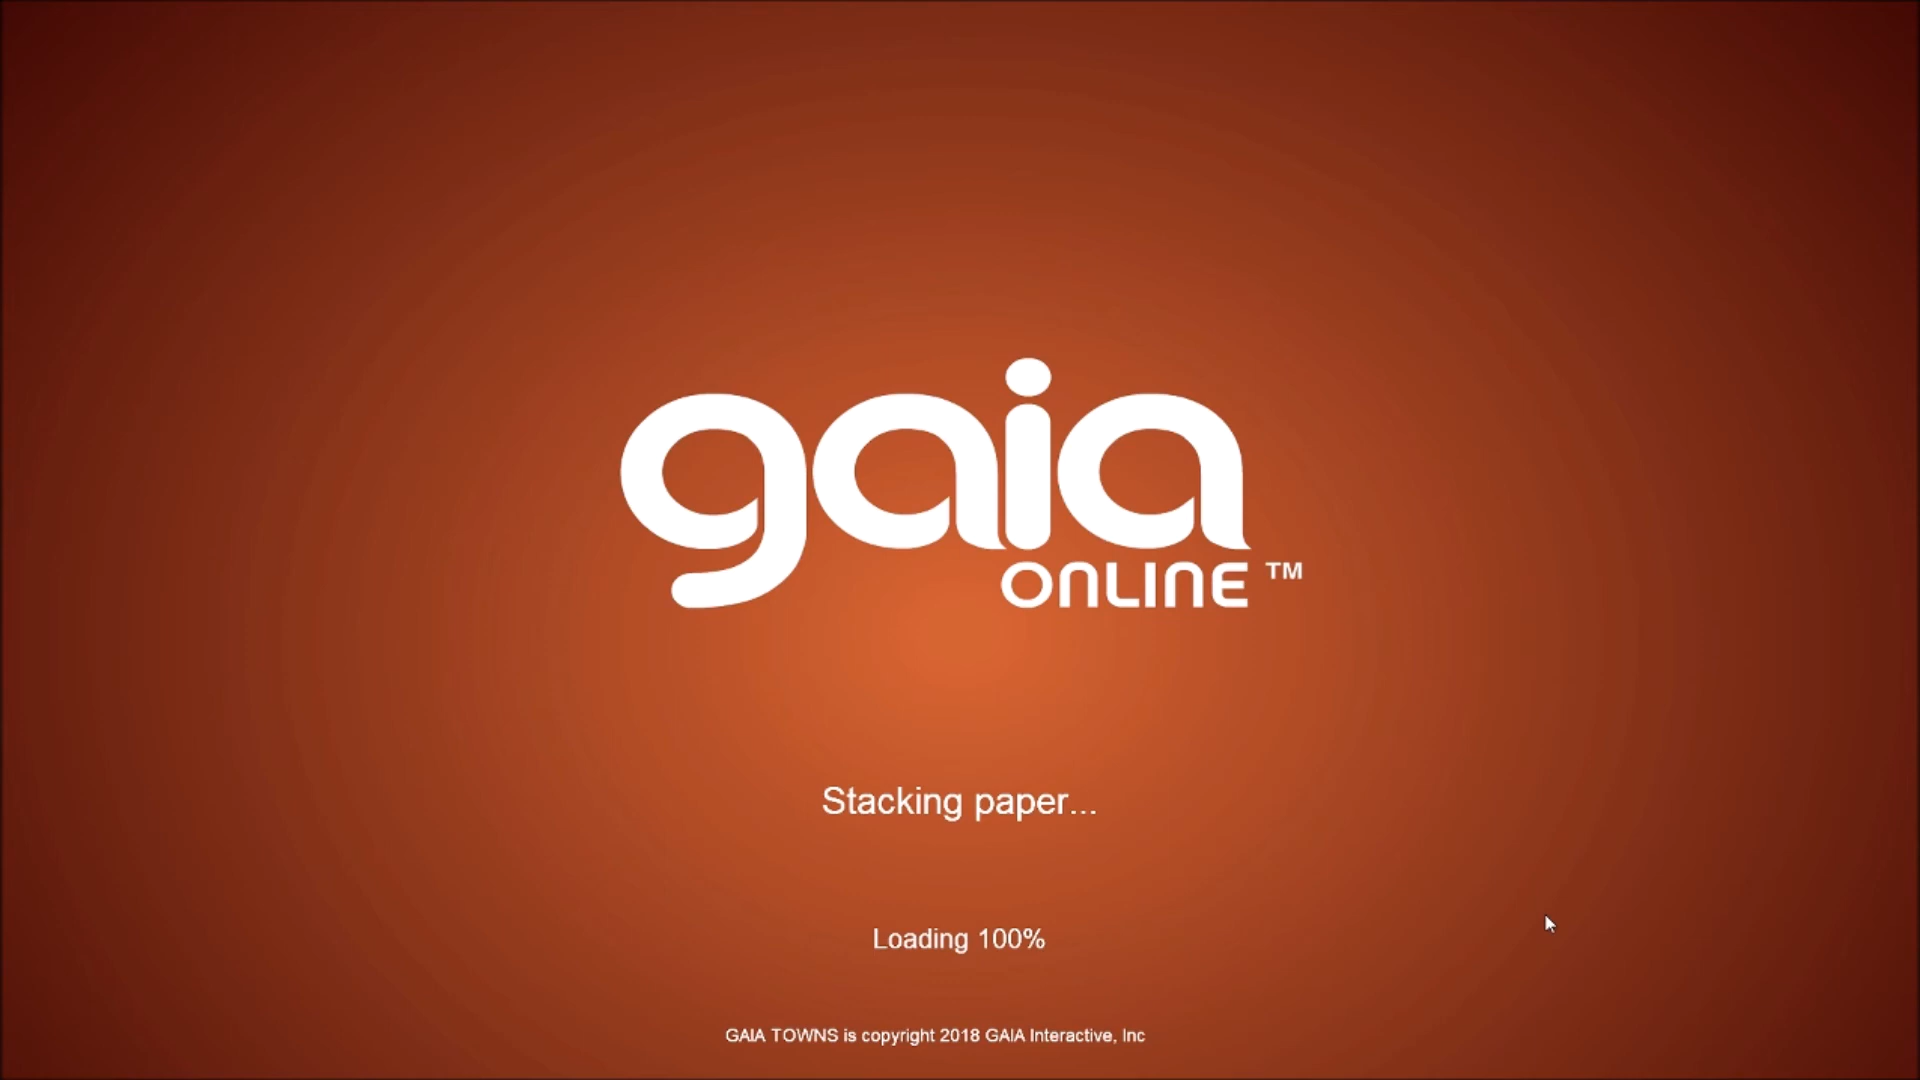 gaia
ONLINE ™
Stacking paper...
Loading 100%
GAIA TOWNS is copyright 2018 GAIA Interactive, Inc